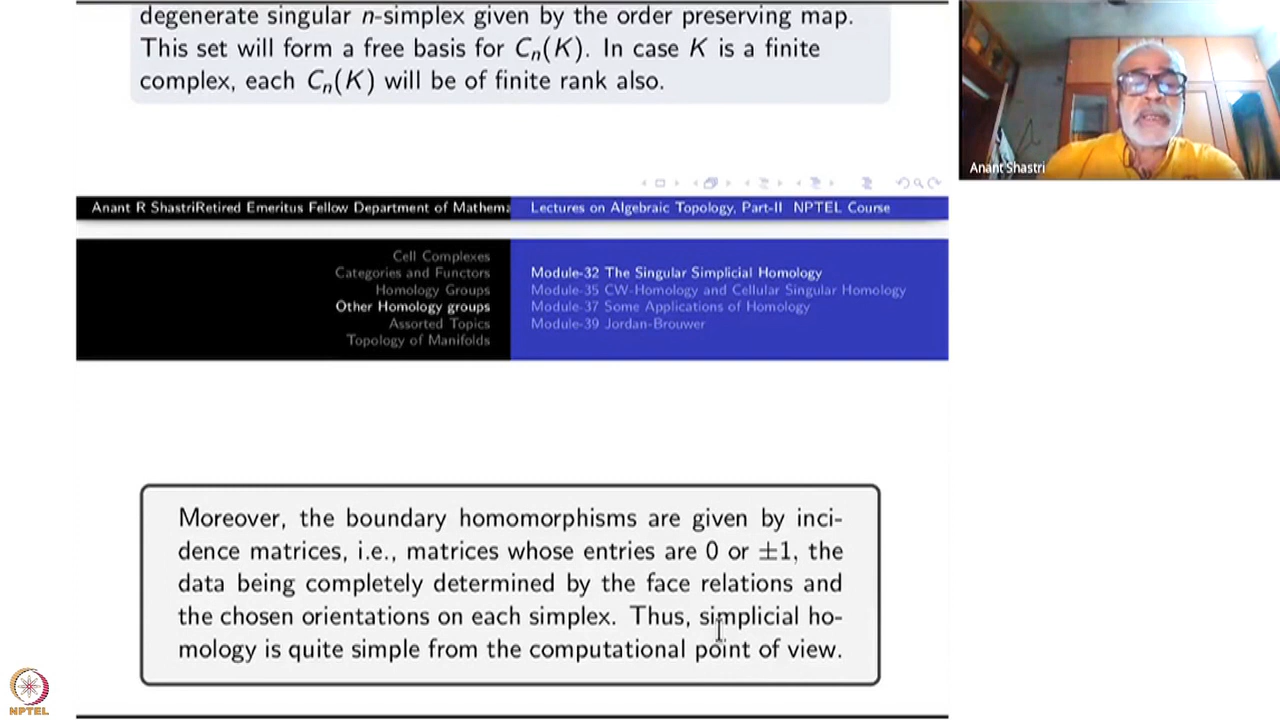 degenerate singular n-simplex given by the order preserving map.
This set will form a free basis for Cₙ(K). In case K is a finite
complex, each Cₙ(K) will be of finite rank also.
Anant Shastri
Anant R ShastriRetired Emeritus Fellow Department of Mathema
Lectures on Algebraic Topology, Part-II NPTEL Course
Cell Complexes
Categories and Functors
Homology Groups
Other Homology groups
Assorted Topics
Topology of Manifolds
Module-32 The Singular Simplicial Homology
Module-35 CW-Homology and Cellular Singular Homology
Module-37 Some Applications of Homology
Module-39 Jordan-Brouwer
Moreover, the boundary homomorphisms are given by inci-
dence matrices, i.e., matrices whose entries are 0 or ±1, the
data being completely determined by the face relations and
the chosen orientations on each simplex. Thus, simplicial ho-
mology is quite simple from the computational point of view.
NPTEL